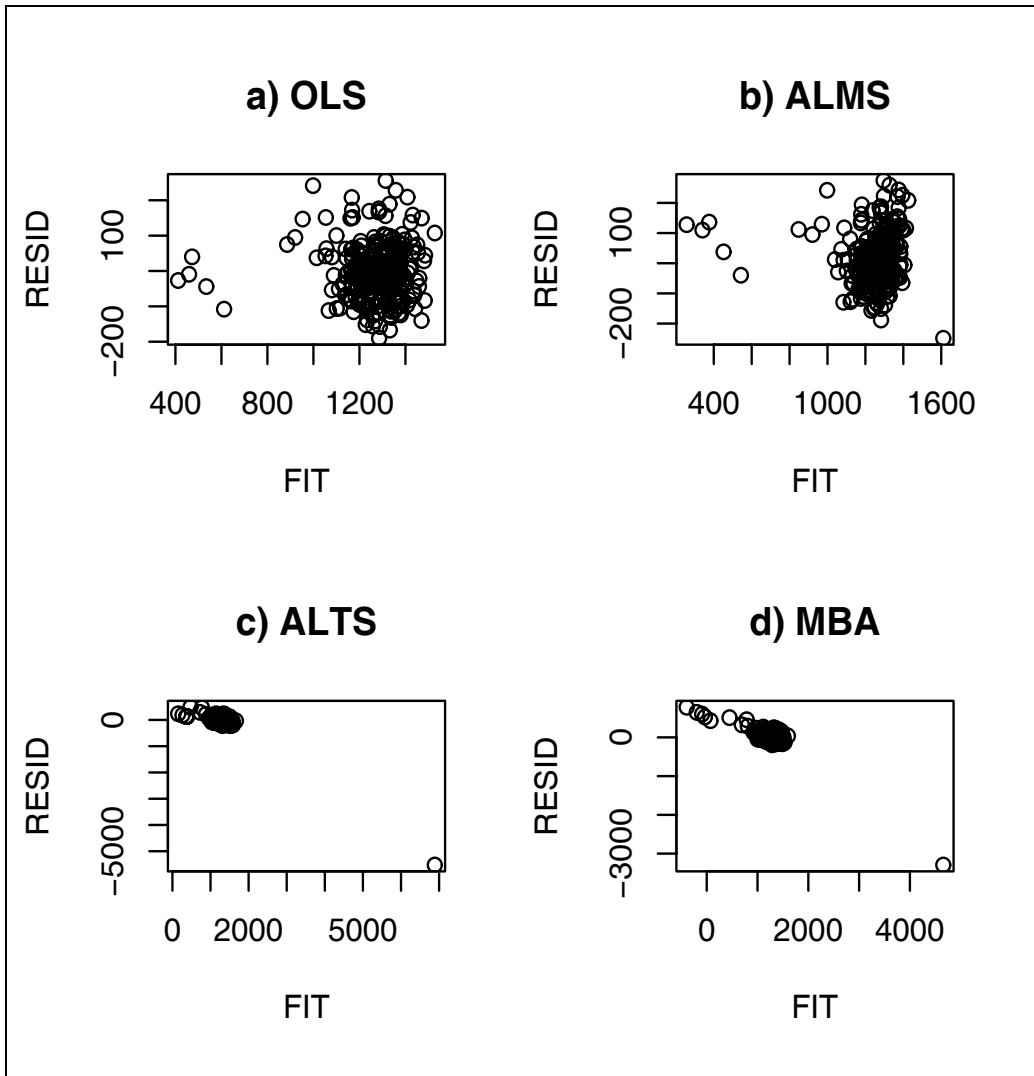 a) OLS
RESID
100
−200
400 800 1200
FIT
b) ALMS
RESID
100
−200
400 1000 1600
FIT
c) ALTS
RESID
0
−5000
0 2000 5000
FIT
d) MBA
RESID
0
−3000
0 2000 4000
FIT